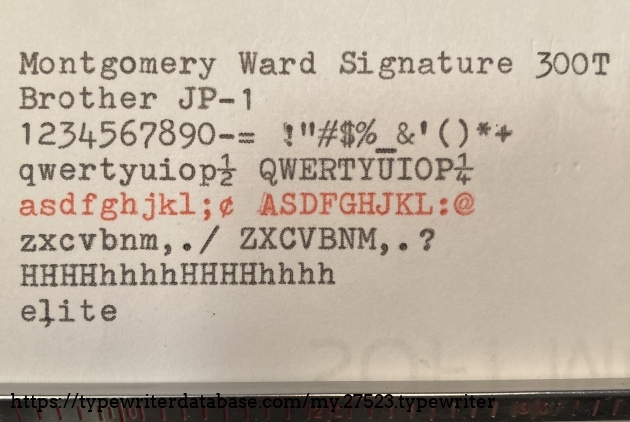 Montgomery Ward Signature 300T
Brother JP-1
1234567890-= !"#$%_&'()*+
qwertyuiop½ QWERTYUIOP¼
asdfghjkl;¢ ASDFGHJKL:@
zxcvbnm,./ ZXCVBNM,.?
HHHHhhhhHHHHhhhh
elite
https://typewriterdatabase.com/my.27523.typewriter